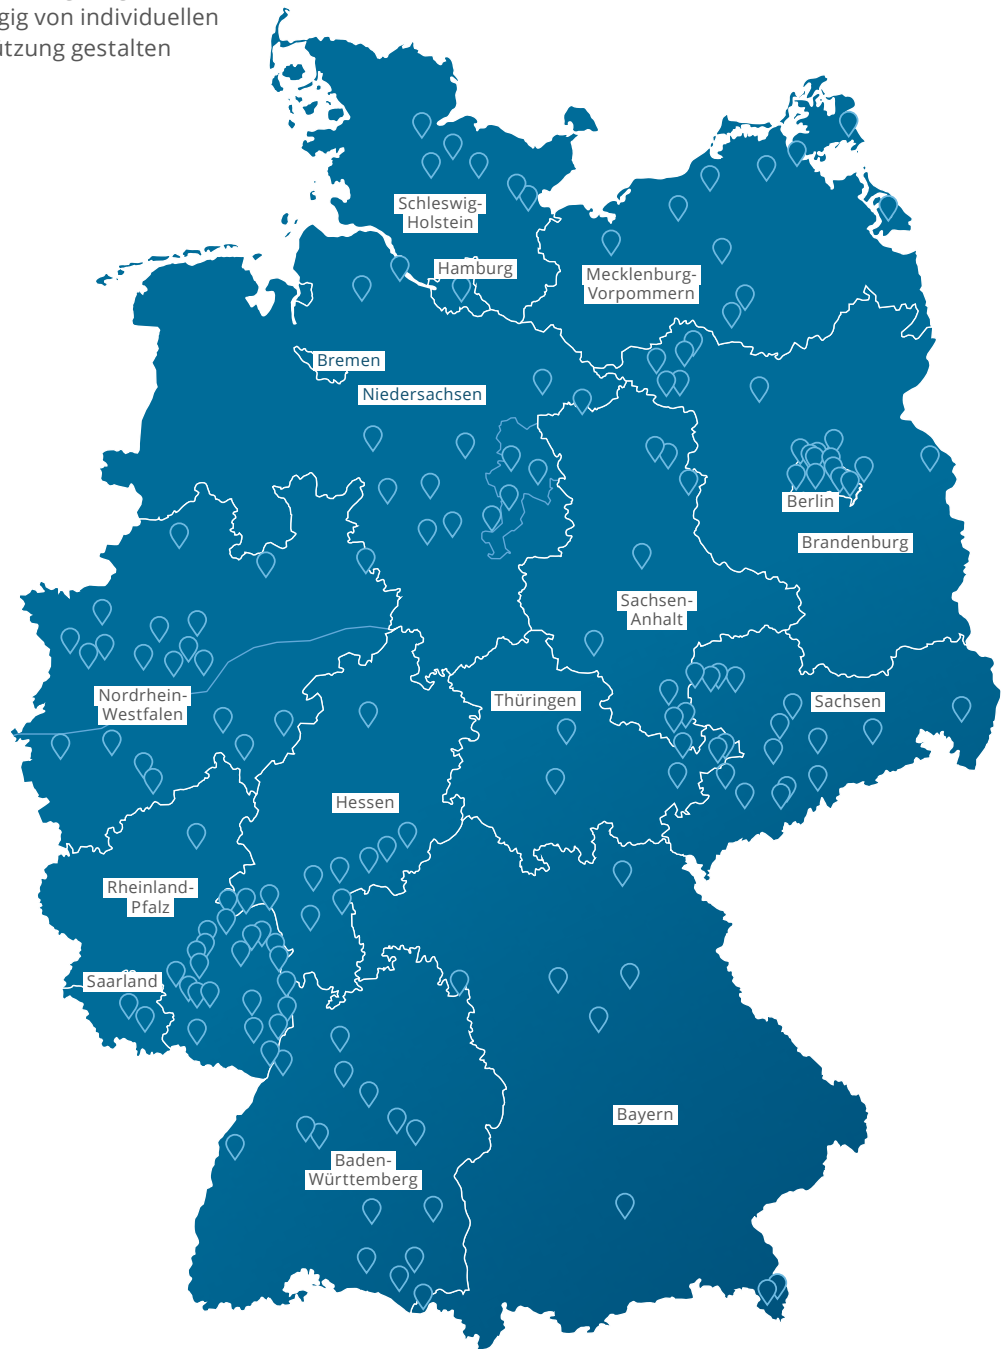 gig von individuellen
utzung gestalten
Schleswig-
Holstein
Hamburg
Mecklenburg-
Vorpommern
Bremen
Niedersachsen
Berlin
Brandenburg
Sachsen-
Anhalt
Nordrhein-
Westfalen
Thüringen
Sachsen
Hessen
Rheinland-
Pfalz
Saarland
Bayern
Baden-
Württemberg